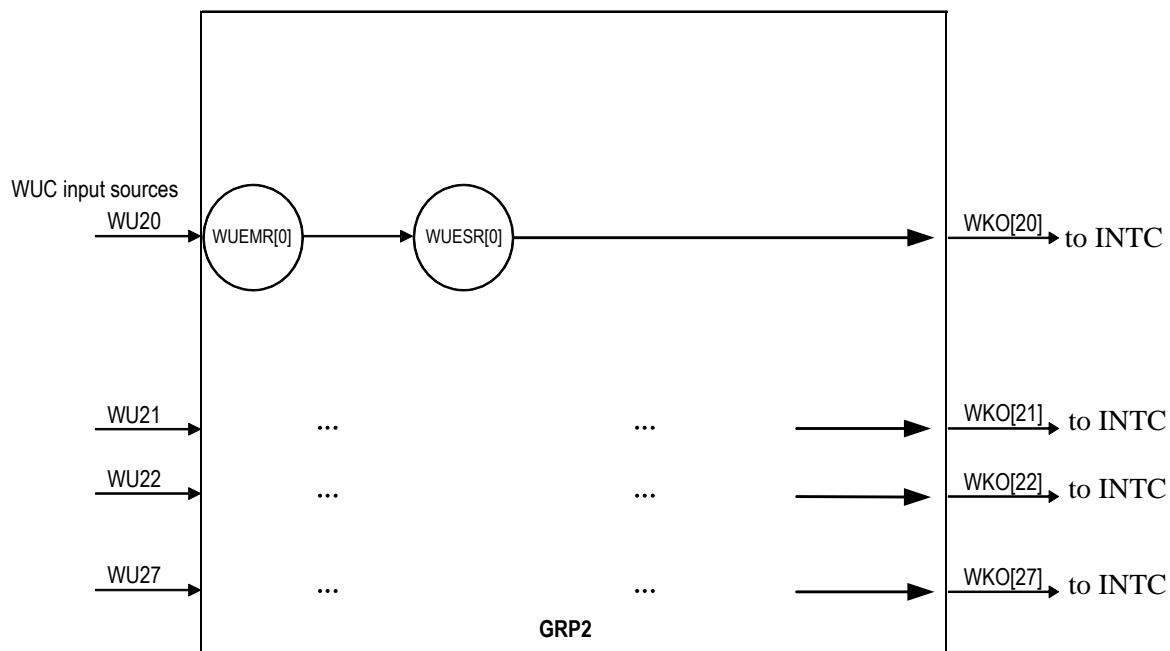 WUC input sources
WU20 WUEMR[0] WUESR[0] WKO[20] to INTC
WU21 ... ... WKO[21] to INTC
WU22 ... ... WKO[22] to INTC
WU27 ... ... WKO[27] to INTC
GRP2